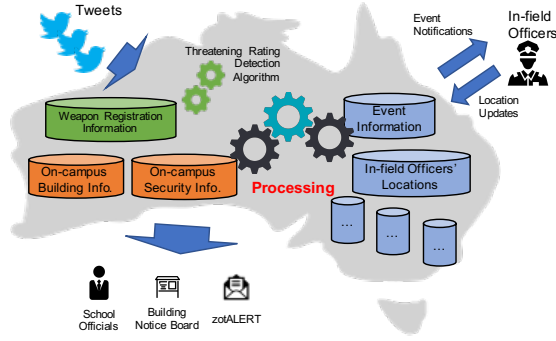 Tweets
Event
Notifications
In-field
Officers
Threatening Rating
Detection
Algorithm
Location
Updates
Weapon Registration
Information
Event
Information
On-campus
Building Info.
On-campus
Security Info.
Processing
In-field Officers'
Locations
...
...
...
School
Officials
Building
Notice Board
zotALERT